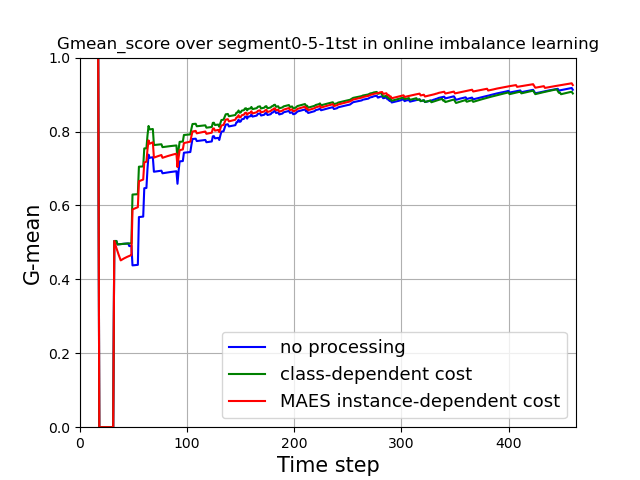 Gmean_score over segment0-5-1tst in online imbalance learning
1.0
0.8
0.6
0.4
0.2
0.0
G-mean
0 100 200 300 400
Time step
no processing
class-dependent cost
MAES instance-dependent cost